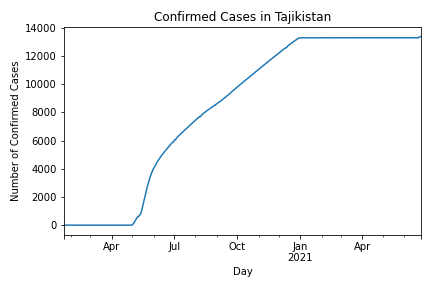 Confirmed Cases in Tajikistan
14000
12000
10000
8000
6000
4000
2000
0
Number of Confirmed Cases
Apr
Jul
Oct
Jan
2021
Apr
Day